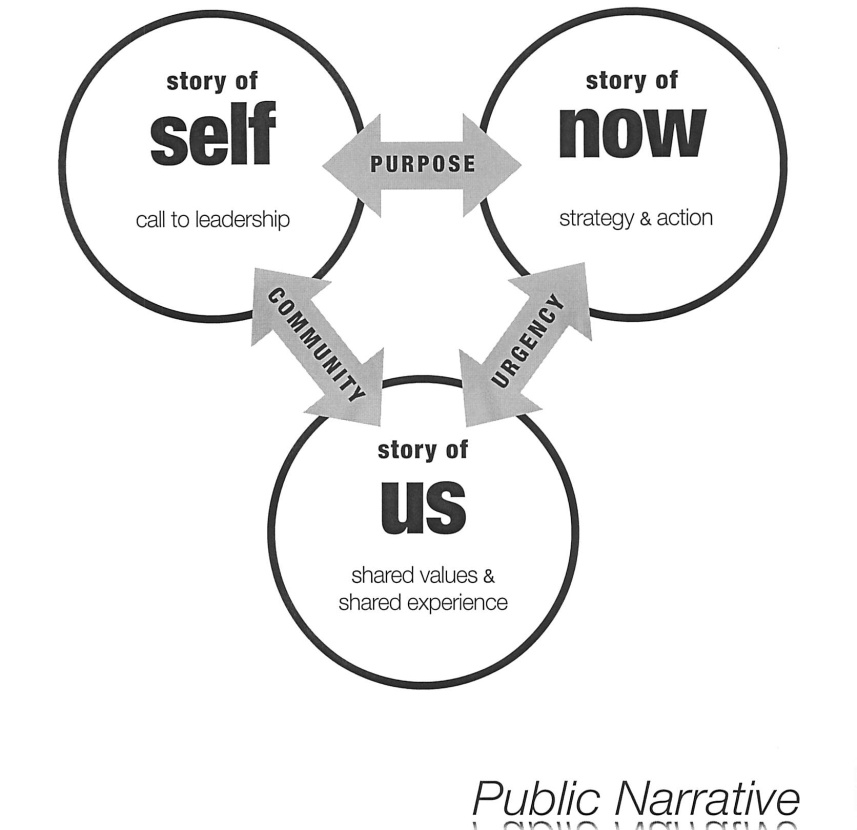 story of
self
call to leadership
PURPOSE
story of
now
strategy & action
COMMUNITY
URGENCY
story of
us
shared values &
shared experience
Public Narrative